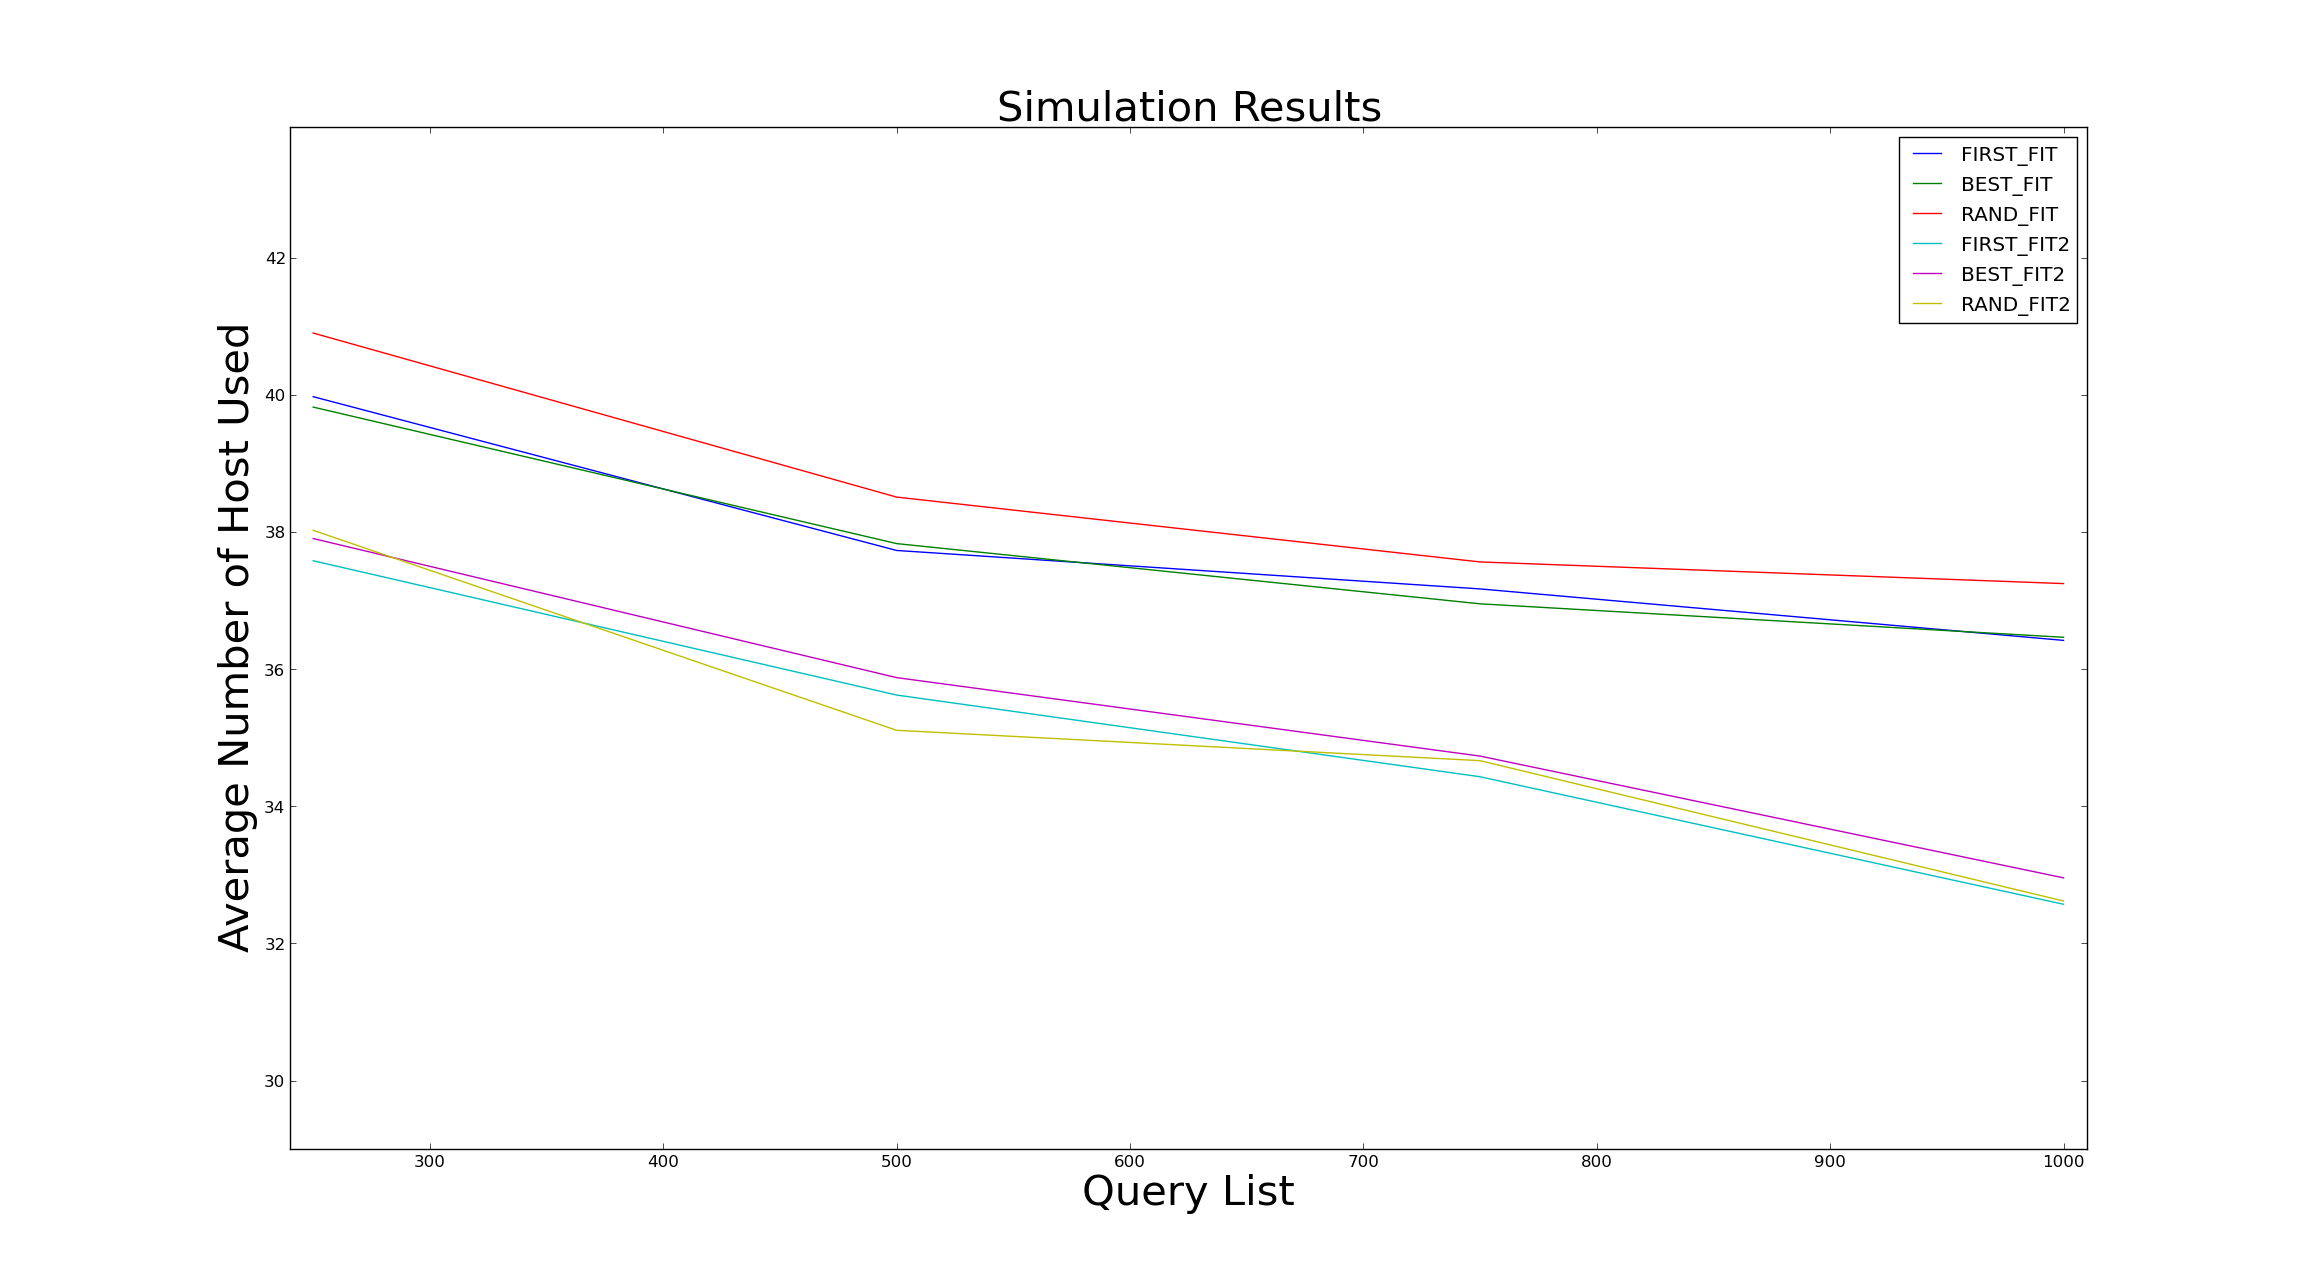 Simulation Results
FIRST_FIT
BEST_FIT
RAND_FIT
FIRST_FIT2
BEST_FIT2
RAND_FIT2
Average Number of Host Used
42
40
38
36
34
32
30
300 400 500 600 700 800 900 1000
Query List